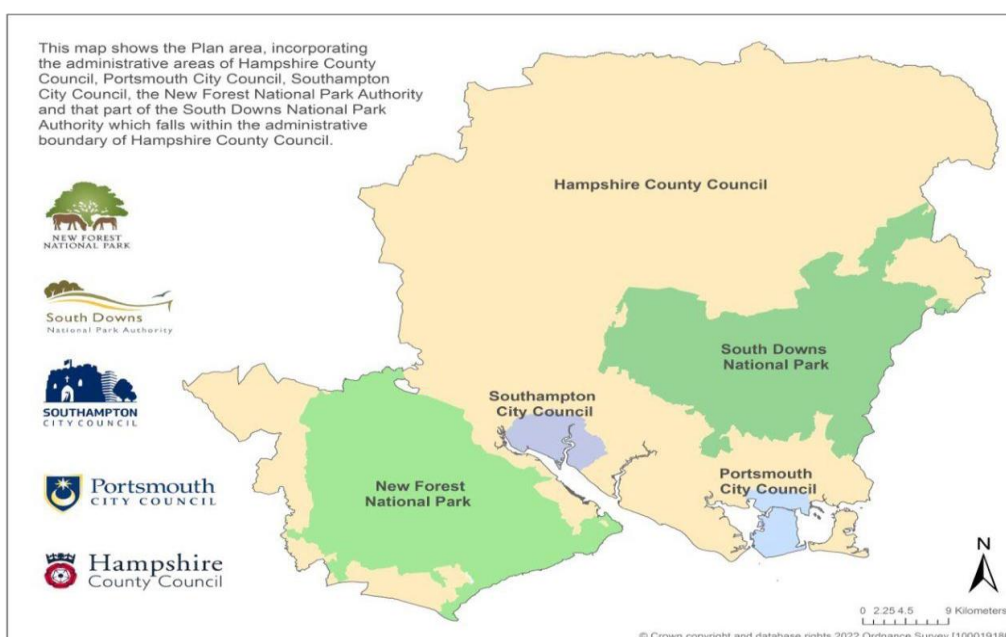 This map shows the Plan area, incorporating
the administrative areas of Hampshire County
Council, Portsmouth City Council, Southampton
City Council, the New Forest National Park Authority
and that part of the South Downs National Park
Authority which falls within the administrative
boundary of Hampshire County Council.
Hampshire County Council
NEW FOREST
NATIONAL PARK
South Downs
National Park Authority
South Downs
National Park
SOUTHAMPTON
CITY COUNCIL
Southampton
City Council
New Forest
National Park
Portsmouth
City Council
Portsmouth
CITY COUNCIL
Hampshire
County Council
N
0 2.25 4.5 9 Kilometers
© Crown copyright and database rights 2022 Ordnance Survey